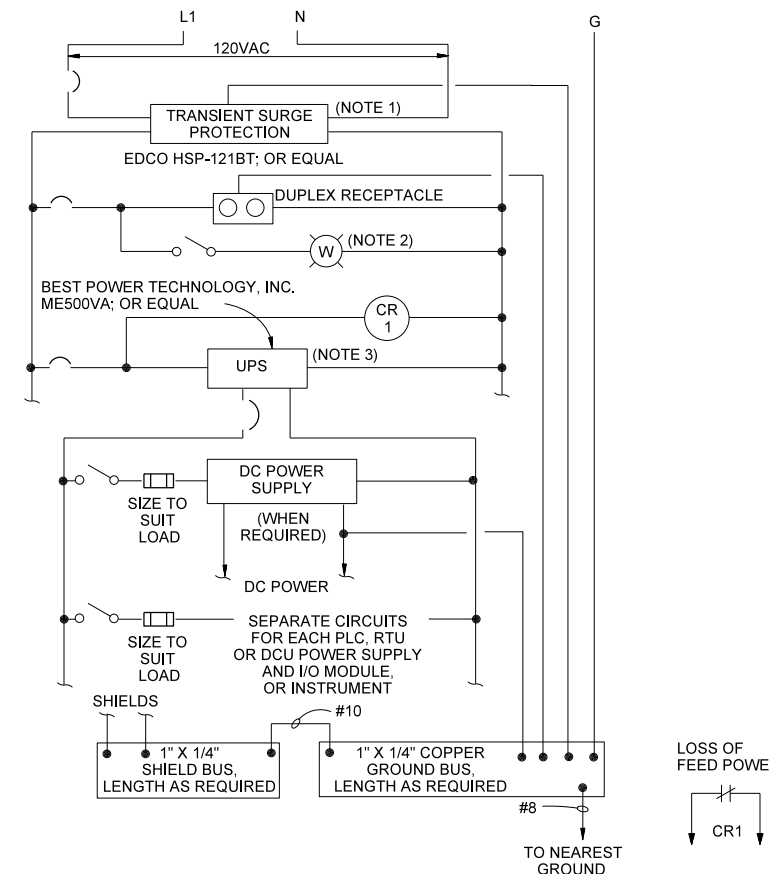 L1
N
G
120VAC
TRANSIENT SURGE
PROTECTION
(NOTE 1)
EDCO HSP-121BT; OR EQUAL
DUPLEX RECEPTACLE
W
(NOTE 2)
BEST POWER TECHNOLOGY, INC.
ME500VA; OR EQUAL
CR
1
UPS
(NOTE 3)
DC POWER
SUPPLY
SIZE TO
SUIT
LOAD
(WHEN
REQUIRED)
DC POWER
SIZE TO
SUIT
LOAD
SEPARATE CIRCUITS
FOR EACH PLC, RTU
OR DCU POWER SUPPLY
AND I/O MODULE,
OR INSTRUMENT
SHIELDS
#10
1" X 1/4"
SHIELD BUS,
LENGTH AS REQUIRED
1" X 1/4" COPPER
GROUND BUS,
LENGTH AS REQUIRED
#8
TO NEAREST
GROUND
LOSS OF
FEED POWE
CR1